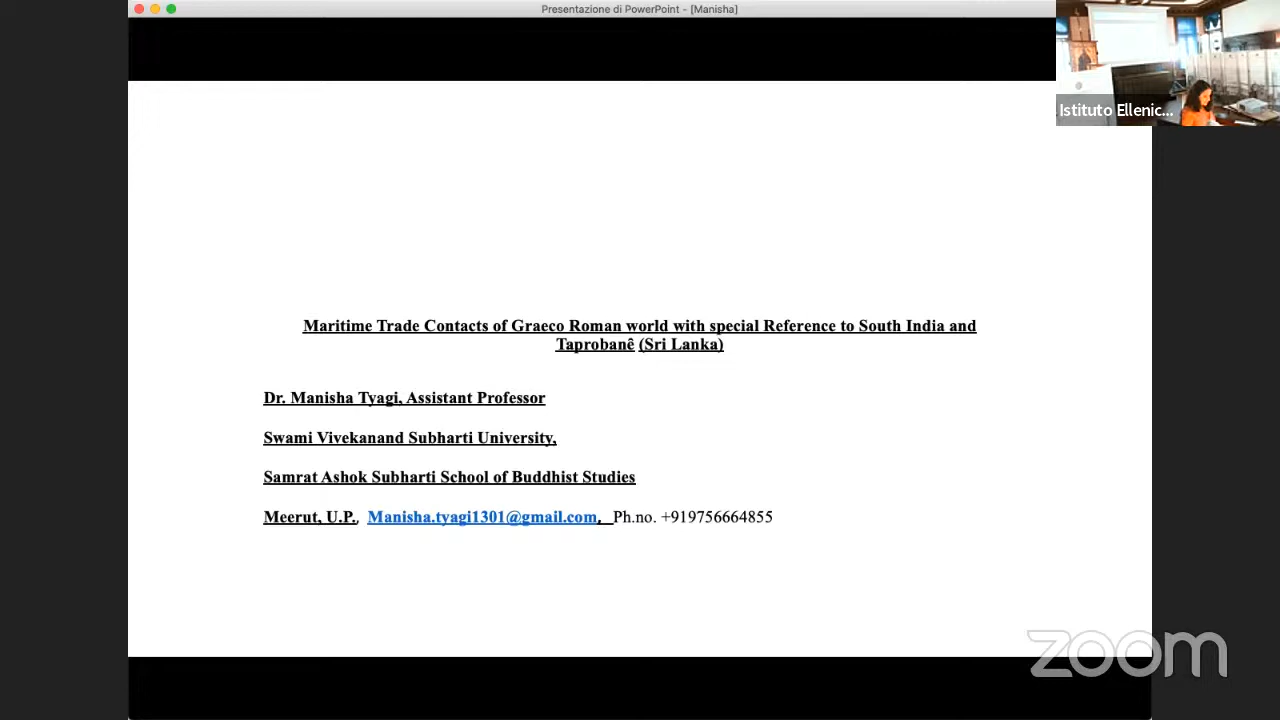 Presentazione di PowerPoint - [Manisha]
Istituto Ellenic...
Maritime Trade Contacts of Graeco Roman world with special Reference to South India and
Taprobanê (Sri Lanka)
Dr. Manisha Tyagi, Assistant Professor
Swami Vivekanand Subharti University,
Samrat Ashok Subharti School of Buddhist Studies
Meerut, U.P., Manisha.tyagi1301@gmail.com, Ph.no. +919756664855
zoom